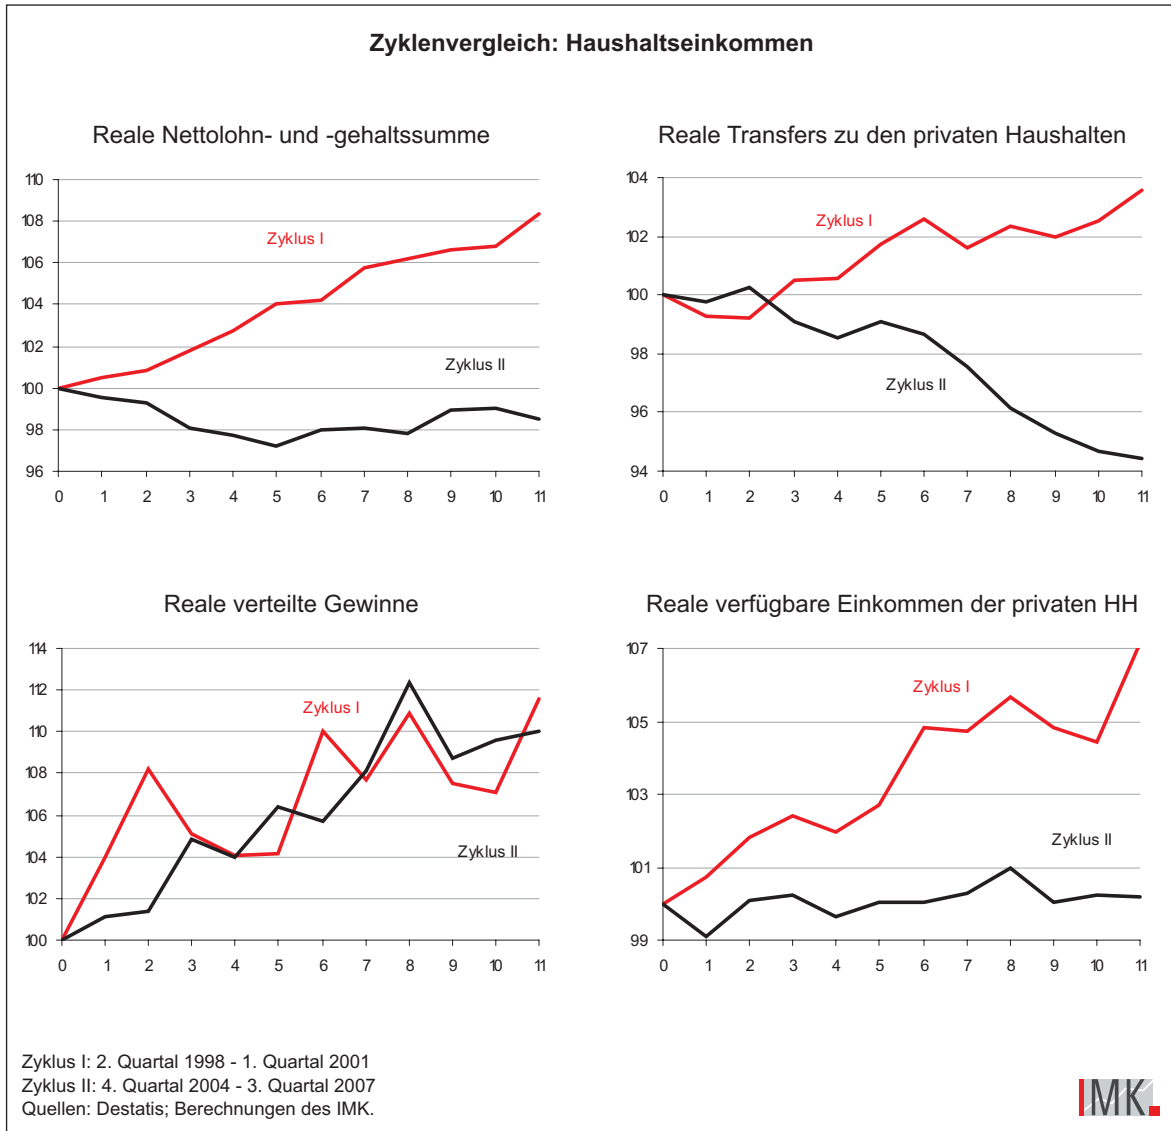 Zyklenvergleich: Haushaltseinkommen
Reale Nettolohn- und -gehaltssumme
110
108
106
104
102
100
98
96
Zyklus I
Zyklus II
0 1 2 3 4 5 6 7 8 9 10 11
Reale Transfers zu den privaten Haushalten
104
102
100
98
96
94
Zyklus I
Zyklus II
0 1 2 3 4 5 6 7 8 9 10 11
Reale verteilte Gewinne
114
112
110
108
106
104
102
100
Zyklus I
Zyklus II
0 1 2 3 4 5 6 7 8 9 10 11
Reale verfügbare Einkommen der privaten HH
107
105
103
101
99
Zyklus I
Zyklus II
0 1 2 3 4 5 6 7 8 9 10 11
Zyklus I: 2. Quartal 1998 - 1. Quartal 2001
Zyklus II: 4. Quartal 2004 - 3. Quartal 2007
Quellen: Destatis; Berechnungen des IMK.
IMK.